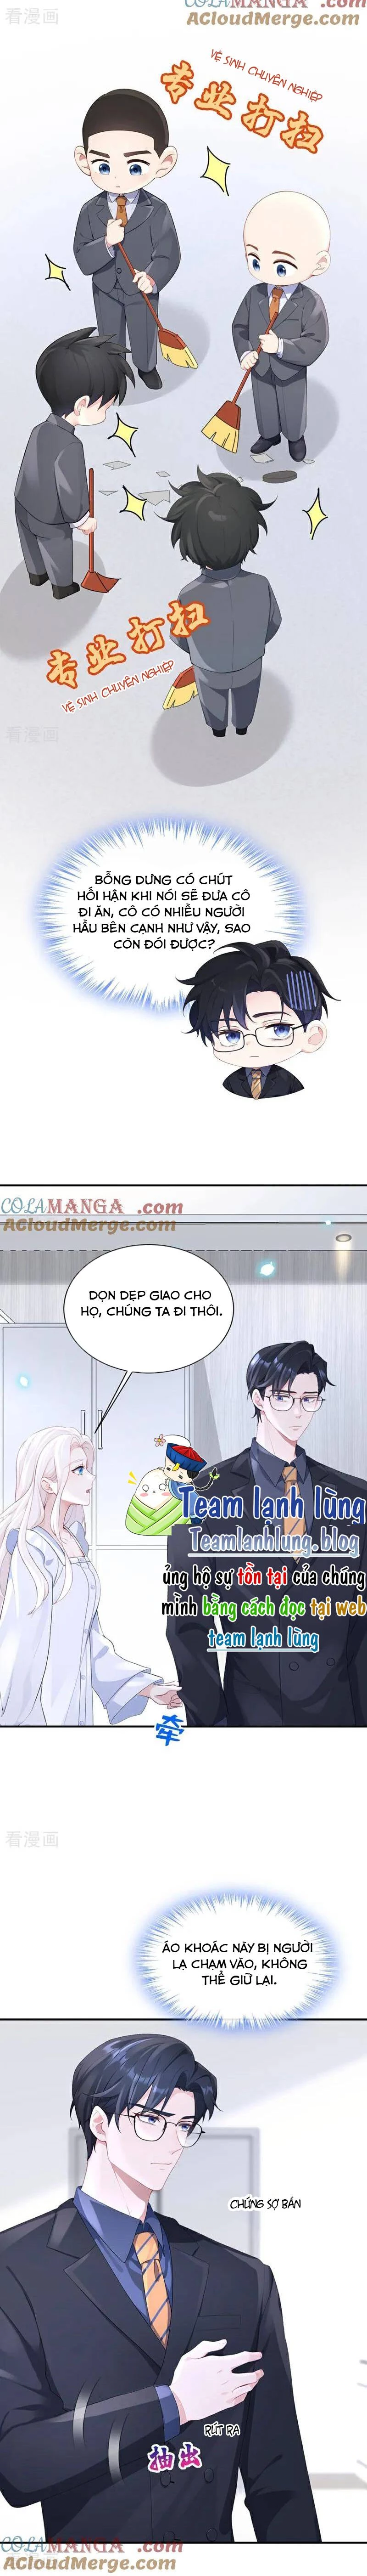 看漫画
COLAMANGA .com
AcloudMerge.com
VỆ SINH CHUYÊN NGHIỆP
专业打扫
专业打扫
VỆ SINH CHUYÊN NGHIỆP
看漫画
BỖNG DƯNG CÓ CHÚT
HỐI HẬN KHI NÓI SẼ ĐƯA CÔ
ĐI ĂN, CÔ CÓ NHIỀU NGƯỜI
HẦU BÊN CẠNH NHƯ VẬY, SAO
CÒN ĐÓI ĐƯỢC?
COLAMANGA .com
AcloudMerge.com
DỌN DẸP GIAO CHO
HỌ, CHÚNG TA ĐI THÔI.
Team lạnh lùng
Teamlanhlung.blog
ủng hộ sự tồn tại của chúng
mình bằng cách đọc tại web
team lạnh lùng
牵
看漫画
ÁO KHOÁC NÀY BỊ NGƯỜI
LẠ CHẠM VÀO, KHÔNG
THỂ GIỮ LẠI.
CHỨNG SỢ BẨN
RÚT RA
抽出
COLAMANGA .com
AcloudMerge.com